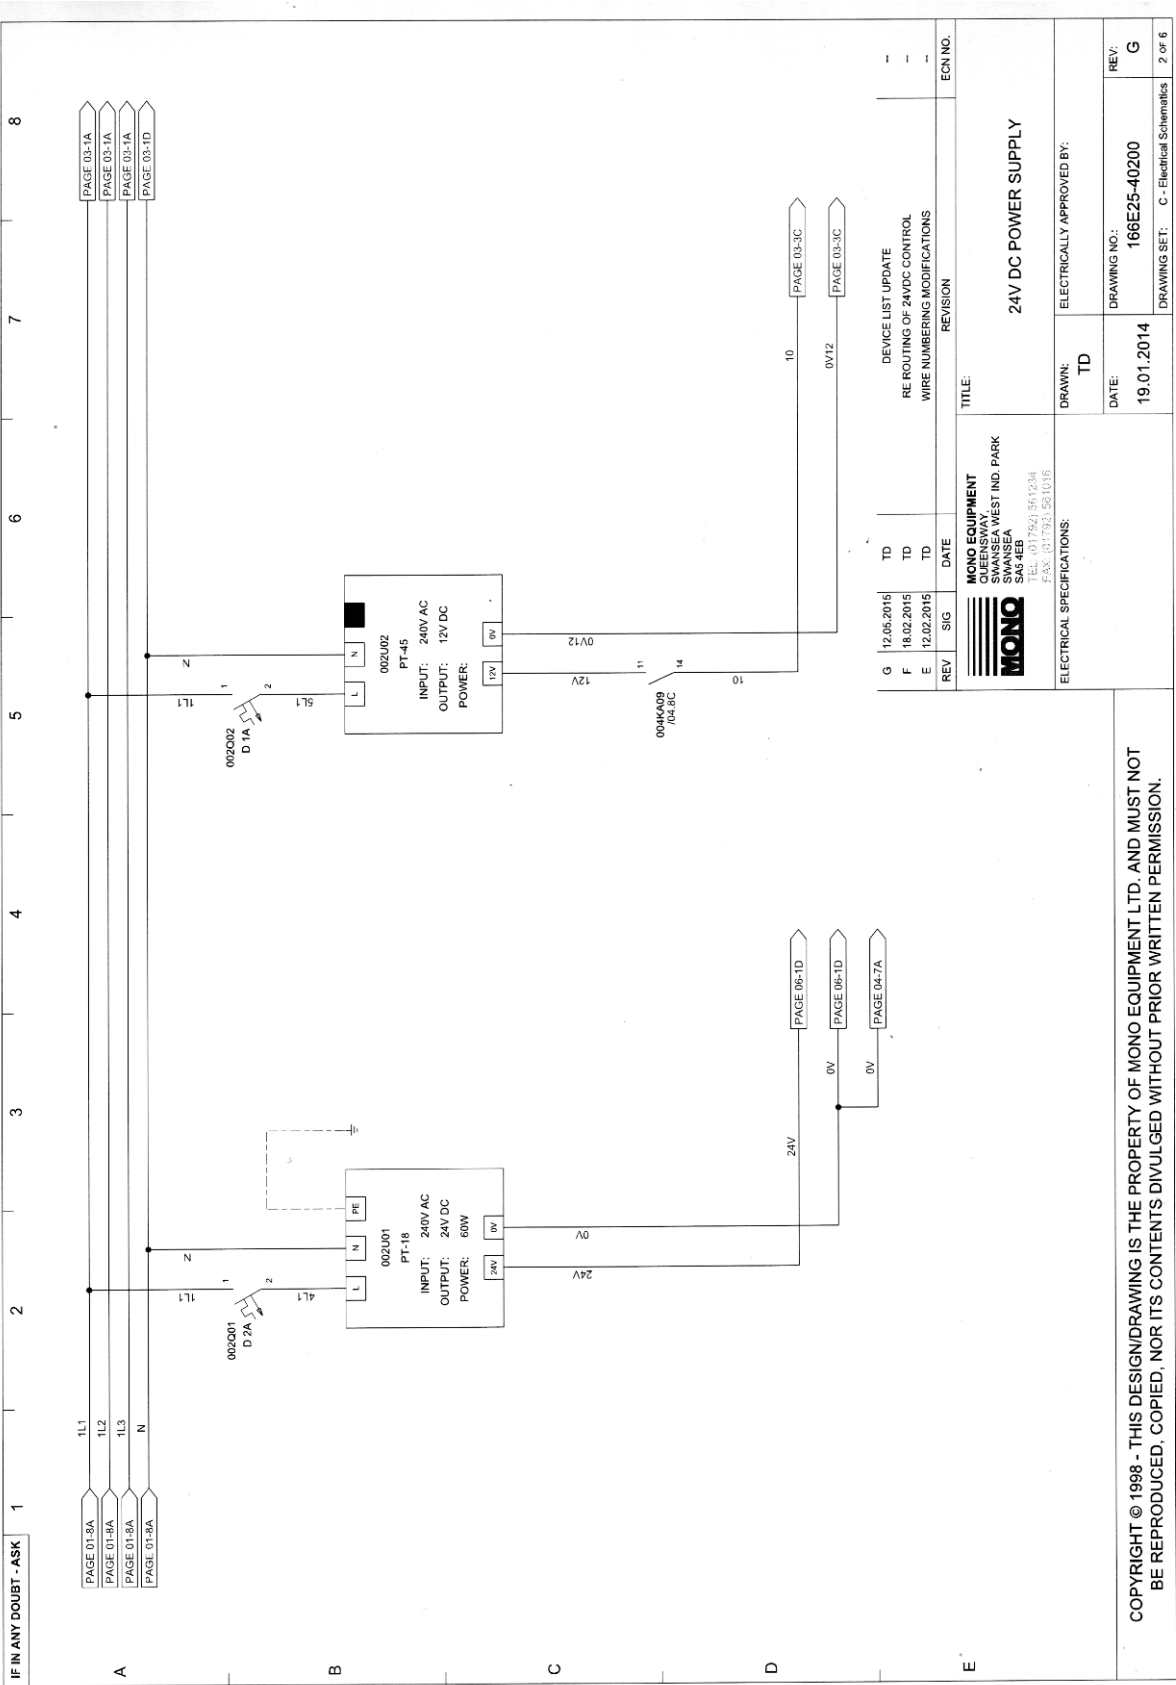 IF IN ANY DOUBT - ASK
1
2
3
4
5
6
7
8
A
B
C
D
E
PAGE 01-8A
PAGE 01-8A
PAGE 01-8A
PAGE 01-8A
1L1
1L2
1L3
N
PAGE 03-1A
PAGE 03-1A
PAGE 03-1A
PAGE 03-1D
1L1
N
1
2
002Q01
D 2A
4L1
L
N
PE
002U01
PT-18
INPUT: 240V AC
OUTPUT: 24V DC
POWER: 60W
24V
0V
24V
0V
24V
0V
0V
PAGE 06-1D
PAGE 06-1D
PAGE 04-7A
1L1
N
1
2
002Q02
D 1A
5L1
L
N
002U02
PT-45
INPUT: 240V AC
OUTPUT: 12V DC
POWER:
12V
0V
12V
0V12
11
14
004KA09
/04.8C
10
10
0V12
PAGE 03-3C
PAGE 03-3C
G 12.05.2015 TD DEVICE LIST UPDATE --
F 18.02.2015 TD RE ROUTING OF 24VDC CONTROL --
E 12.02.2015 TD WIRE NUMBERING MODIFICATIONS --
REV SIG DATE REVISION ECN NO.
MONO
MONO EQUIPMENT
QUEENSWAY,
SWANSEA WEST IND. PARK
SWANSEA
SA5 4EB
TEL. (01792) 561234
FAX. (01792) 561016
TITLE:
24V DC POWER SUPPLY
ELECTRICAL SPECIFICATIONS:
DRAWN:
TD
ELECTRICALLY APPROVED BY:
DATE:
19.01.2014
DRAWING NO.:
166E25-40200
REV:
G
DRAWING SET: C - Electrical Schematics
2 OF 6
COPYRIGHT © 1998 - THIS DESIGN/DRAWING IS THE PROPERTY OF MONO EQUIPMENT LTD. AND MUST NOT
BE REPRODUCED, COPIED, NOR ITS CONTENTS DIVULGED WITHOUT PRIOR WRITTEN PERMISSION.